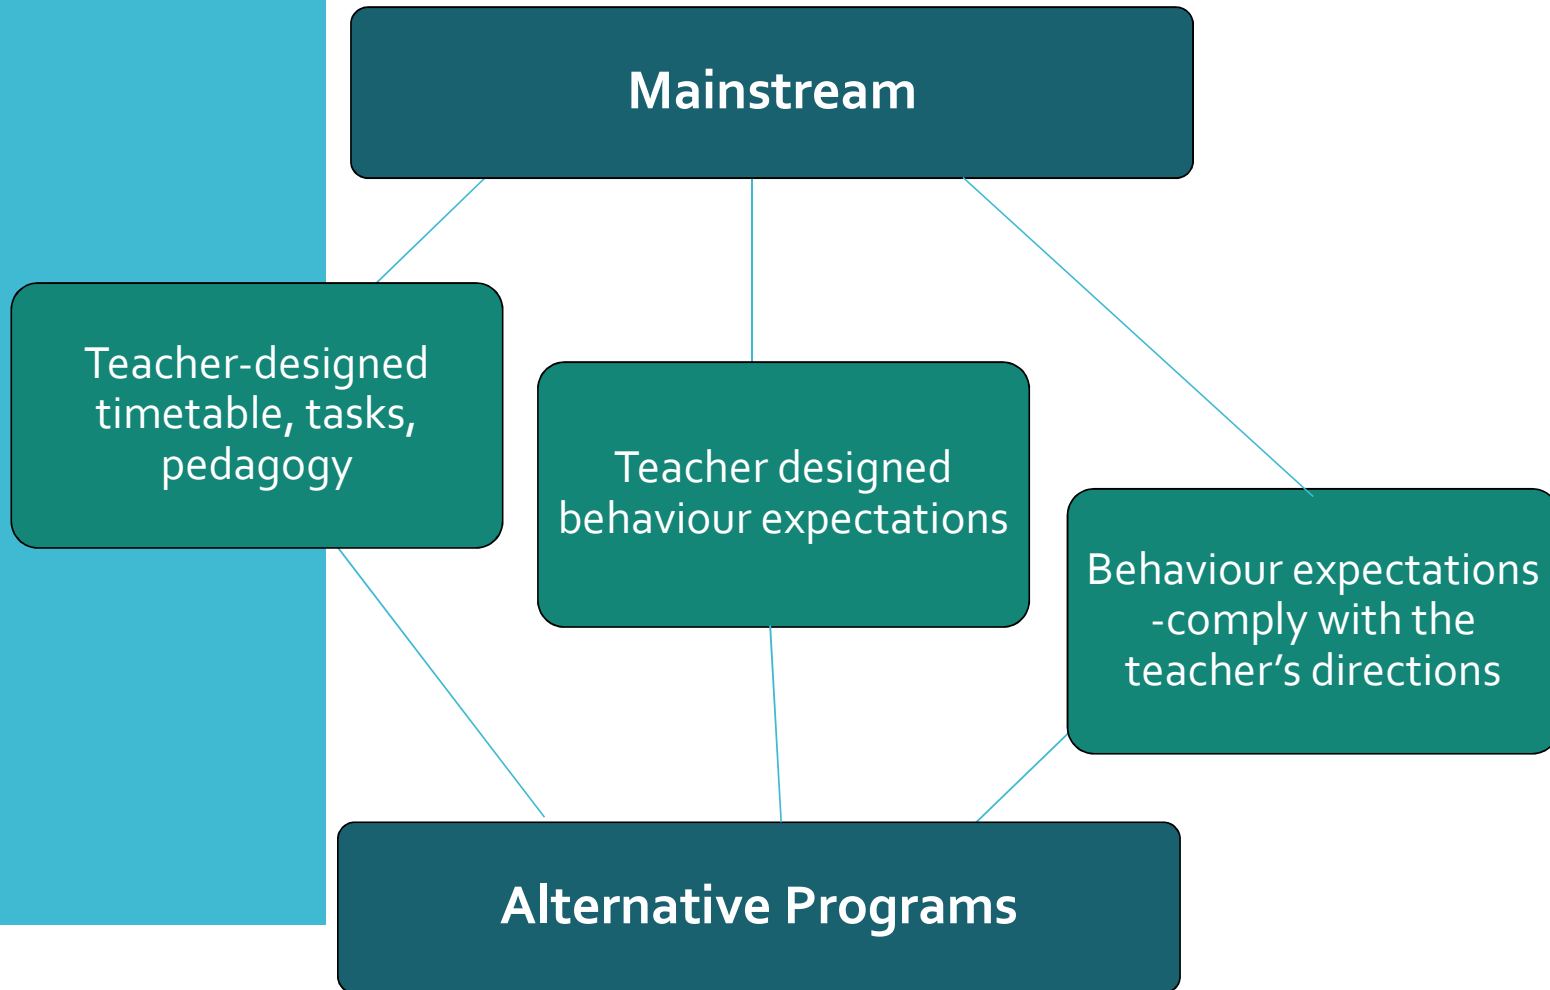 Mainstream
Teacher-designed
timetable, tasks,
pedagogy
Teacher designed
behaviour expectations
Behaviour expectations
-comply with the
teacher’s directions
Alternative Programs